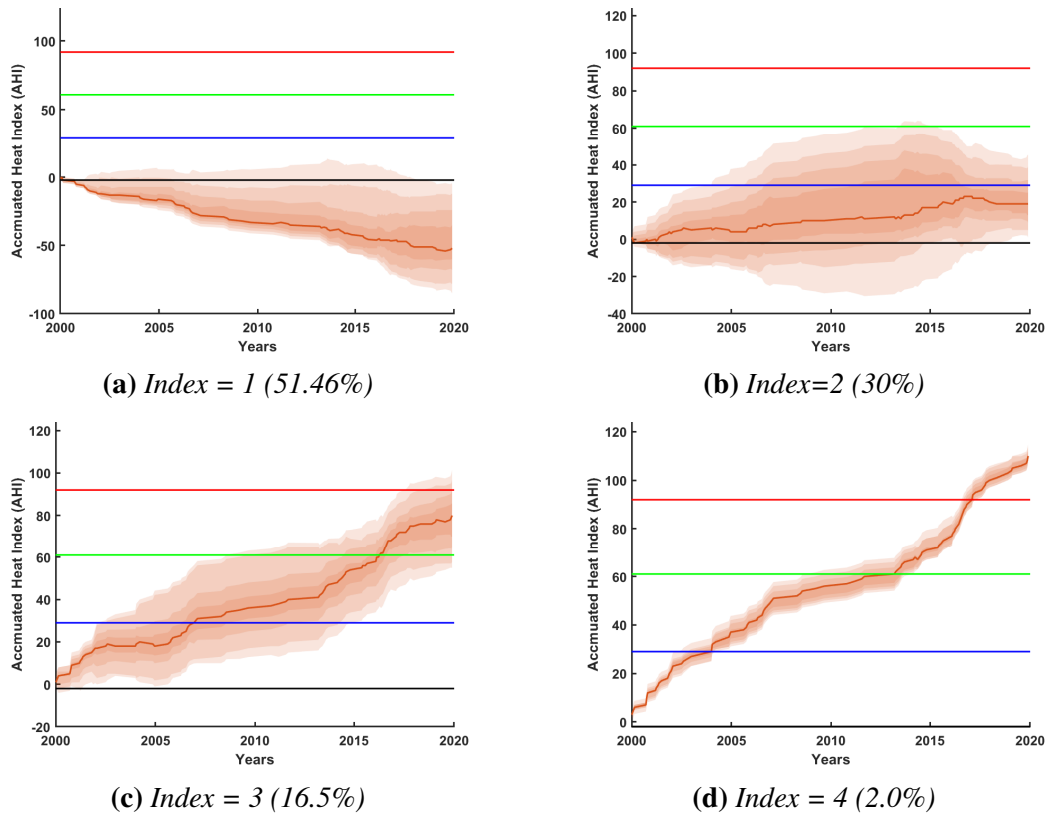 Accmuated Heat Index (AHI)
100
50
0
-50
-100
2000 2005 2010 2015 2020
Years
(a) Index = 1 (51.46%)
Accmuated Heat Index (AHI)
120
100
80
60
40
20
0
-20
-40
2000 2005 2010 2015 2020
Years
(b) Index=2 (30%)
Accmuated Heat Index (AHI)
120
100
80
60
40
20
0
-20
2000 2005 2010 2015 2020
Years
(c) Index = 3 (16.5%)
Accmuated Heat Index (AHI)
120
100
80
60
40
20
0
2000 2005 2010 2015 2020
Years
(d) Index = 4 (2.0%)